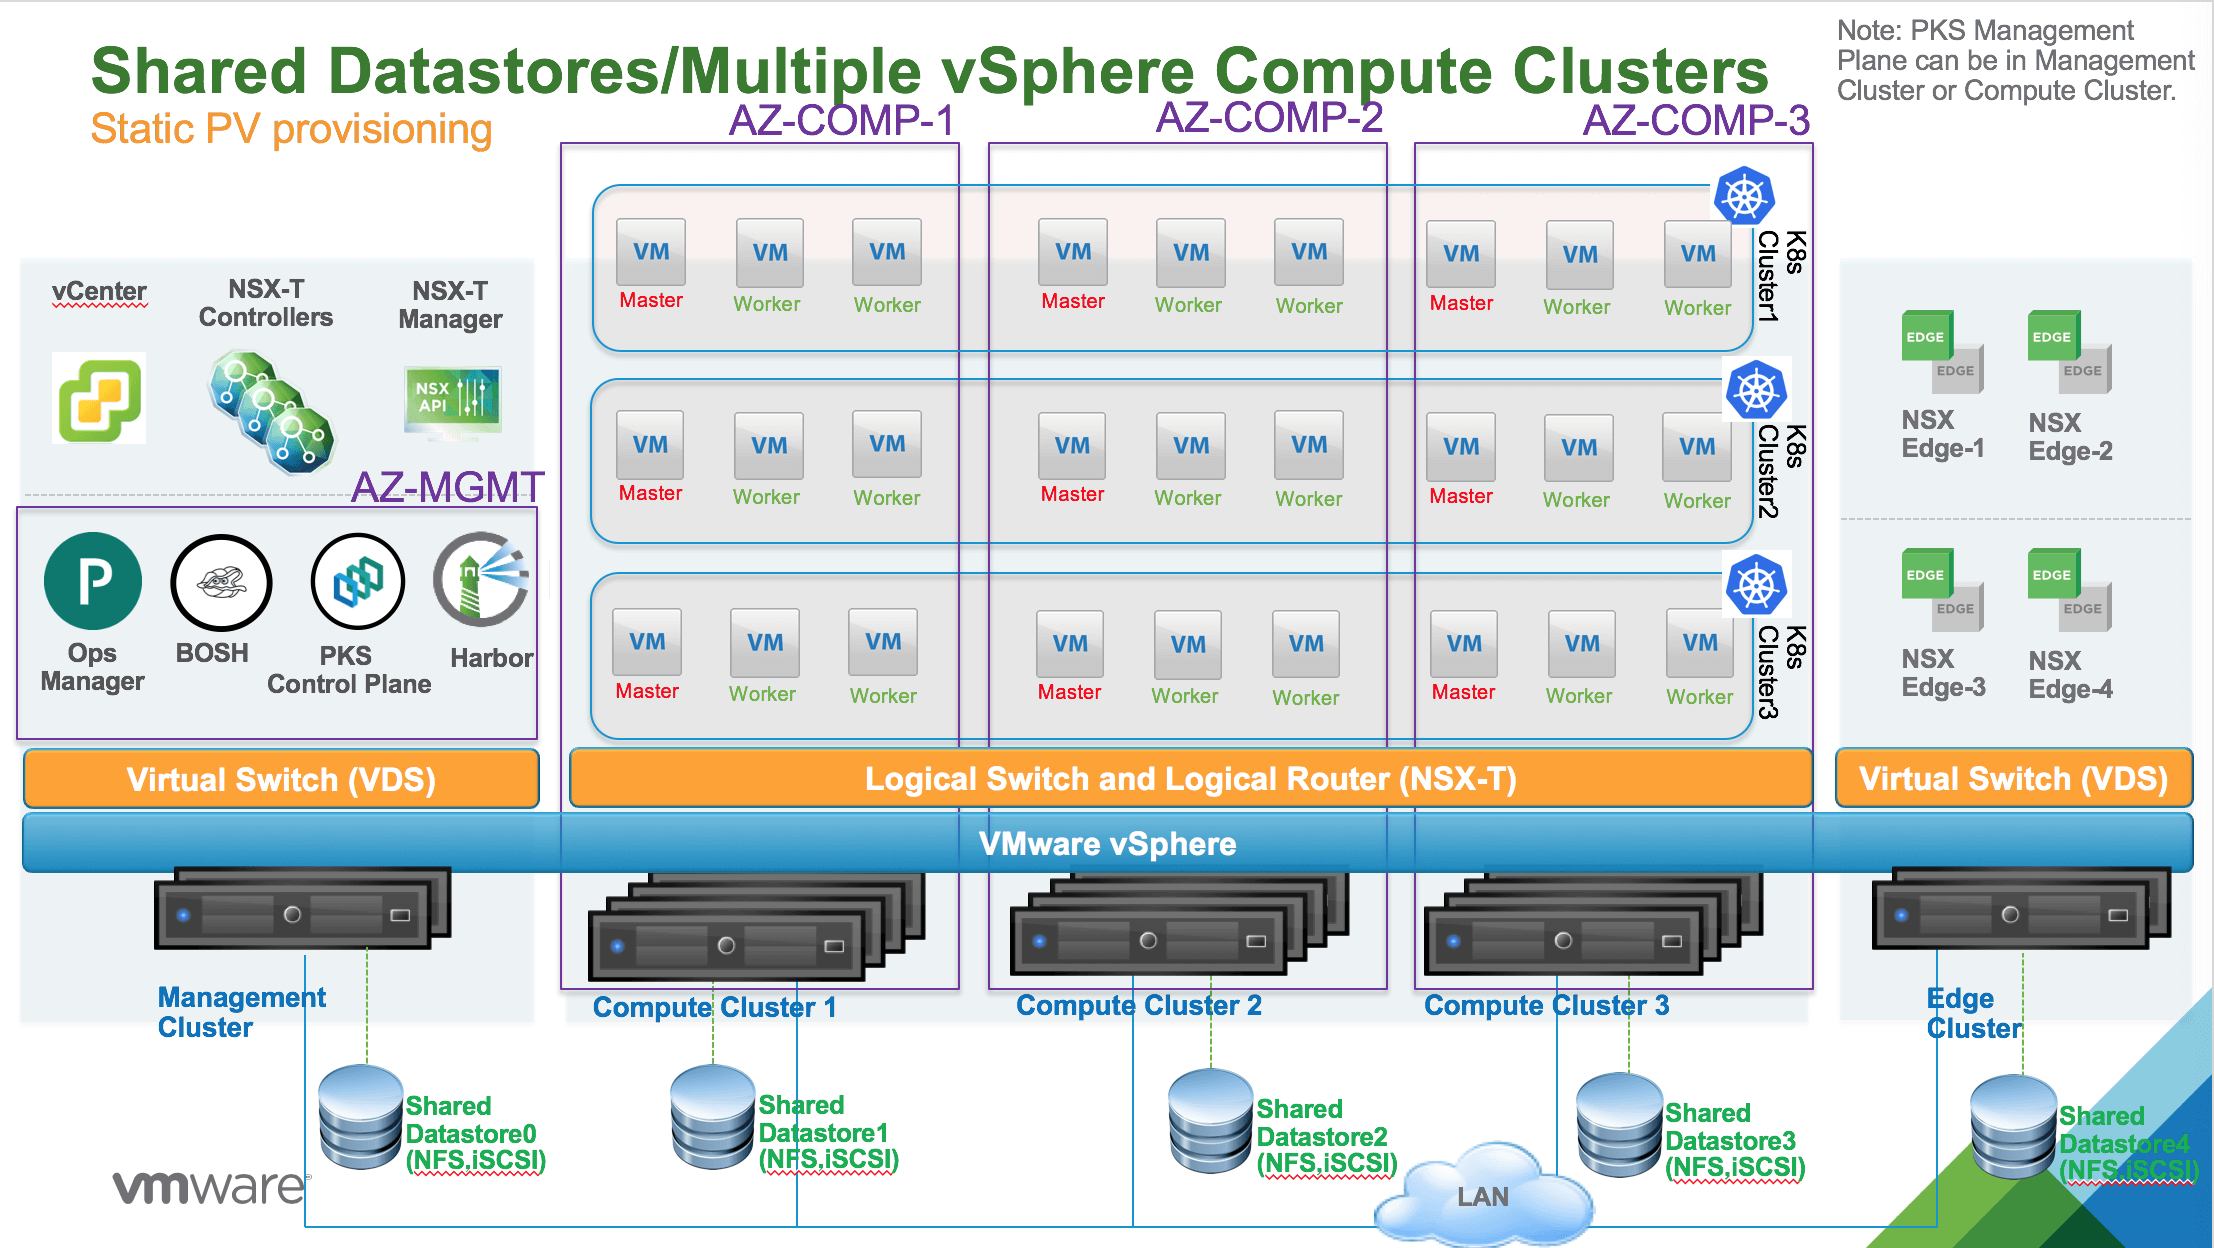 Shared Datastores/Multiple vSphere Compute Clusters
Static PV provisioning
Note: PKS Management
Plane can be in Management
Cluster or Compute Cluster.
AZ-COMP-1
AZ-COMP-2
AZ-COMP-3
vCenter
NSX-T
Controllers
NSX-T
Manager
NSX
API
AZ-MGMT
P
Ops
Manager
BOSH
PKS
Control Plane
Harbor
VM VM VM VM VM VM VM VM VM
Master Worker Worker Master Worker Worker Master Worker Worker
K8s
Cluster1
VM VM VM VM VM VM VM VM VM
Master Worker Worker Master Worker Worker Master Worker Worker
K8s
Cluster2
VM VM VM VM VM VM VM VM VM
Master Worker Worker Master Worker Worker Master Worker Worker
K8s
Cluster3
EDGE
EDGE
NSX
Edge-1
EDGE
EDGE
NSX
Edge-2
EDGE
EDGE
NSX
Edge-3
EDGE
EDGE
NSX
Edge-4
Virtual Switch (VDS)
Logical Switch and Logical Router (NSX-T)
Virtual Switch (VDS)
VMware vSphere
Management
Cluster
Compute Cluster 1
Compute Cluster 2
Compute Cluster 3
Edge
Cluster
Shared
Datastore0
(NFS,iSCSI)
Shared
Datastore1
(NFS,iSCSI)
Shared
Datastore2
(NFS,iSCSI)
Shared
Datastore3
(NFS,iSCSI)
Shared
Datastore4
(NFS,iSCSI)
LAN
vmware